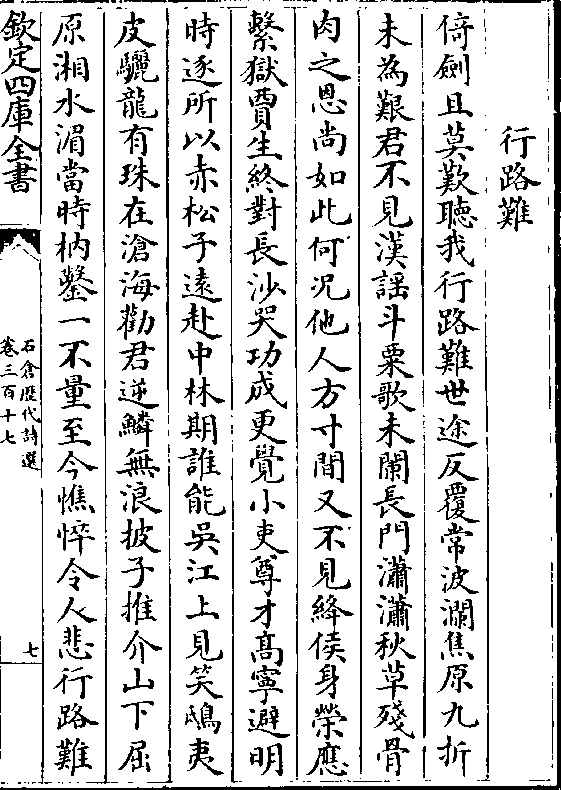 行路難
倚劍且莫歎聽我行路難世途反覆常波瀾焦原九折
未為艱君不見漢謡斗粟歌未闌長門瀟瀟秋草殘骨
肉之恩尚如此何况他人方寸間又不見絳侯身榮應
繫獄賈生終對長沙哭功成更覺小吏尊才髙寧避明
時逐所以赤松子逺赴中林期誰能吳江上見笑鴟夷
皮驪龍有珠在滄海勸君逆鱗無浪披子推介山下屈
原湘水湄當時枘鑿一不量至今憔悴令人悲行路難
欽定四庫全書
石倉歴代詩選
卷三百十七
七